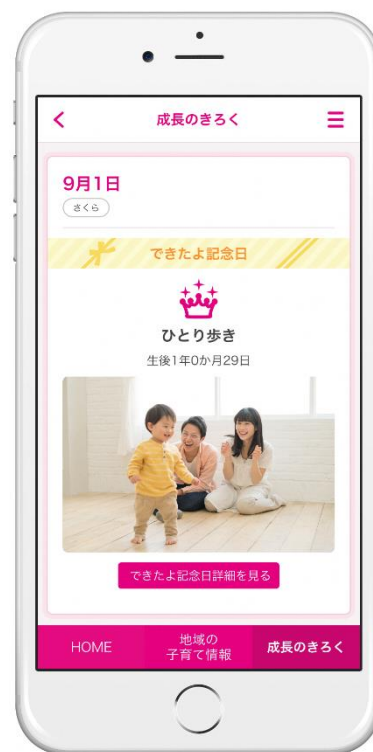 成長のきろく
9月1日
さくら
できたよ記念日
ひとり歩き
生後1年0か月29日
できたよ記念日詳細を見る
HOME
地域の
子育て情報
成長のきろく